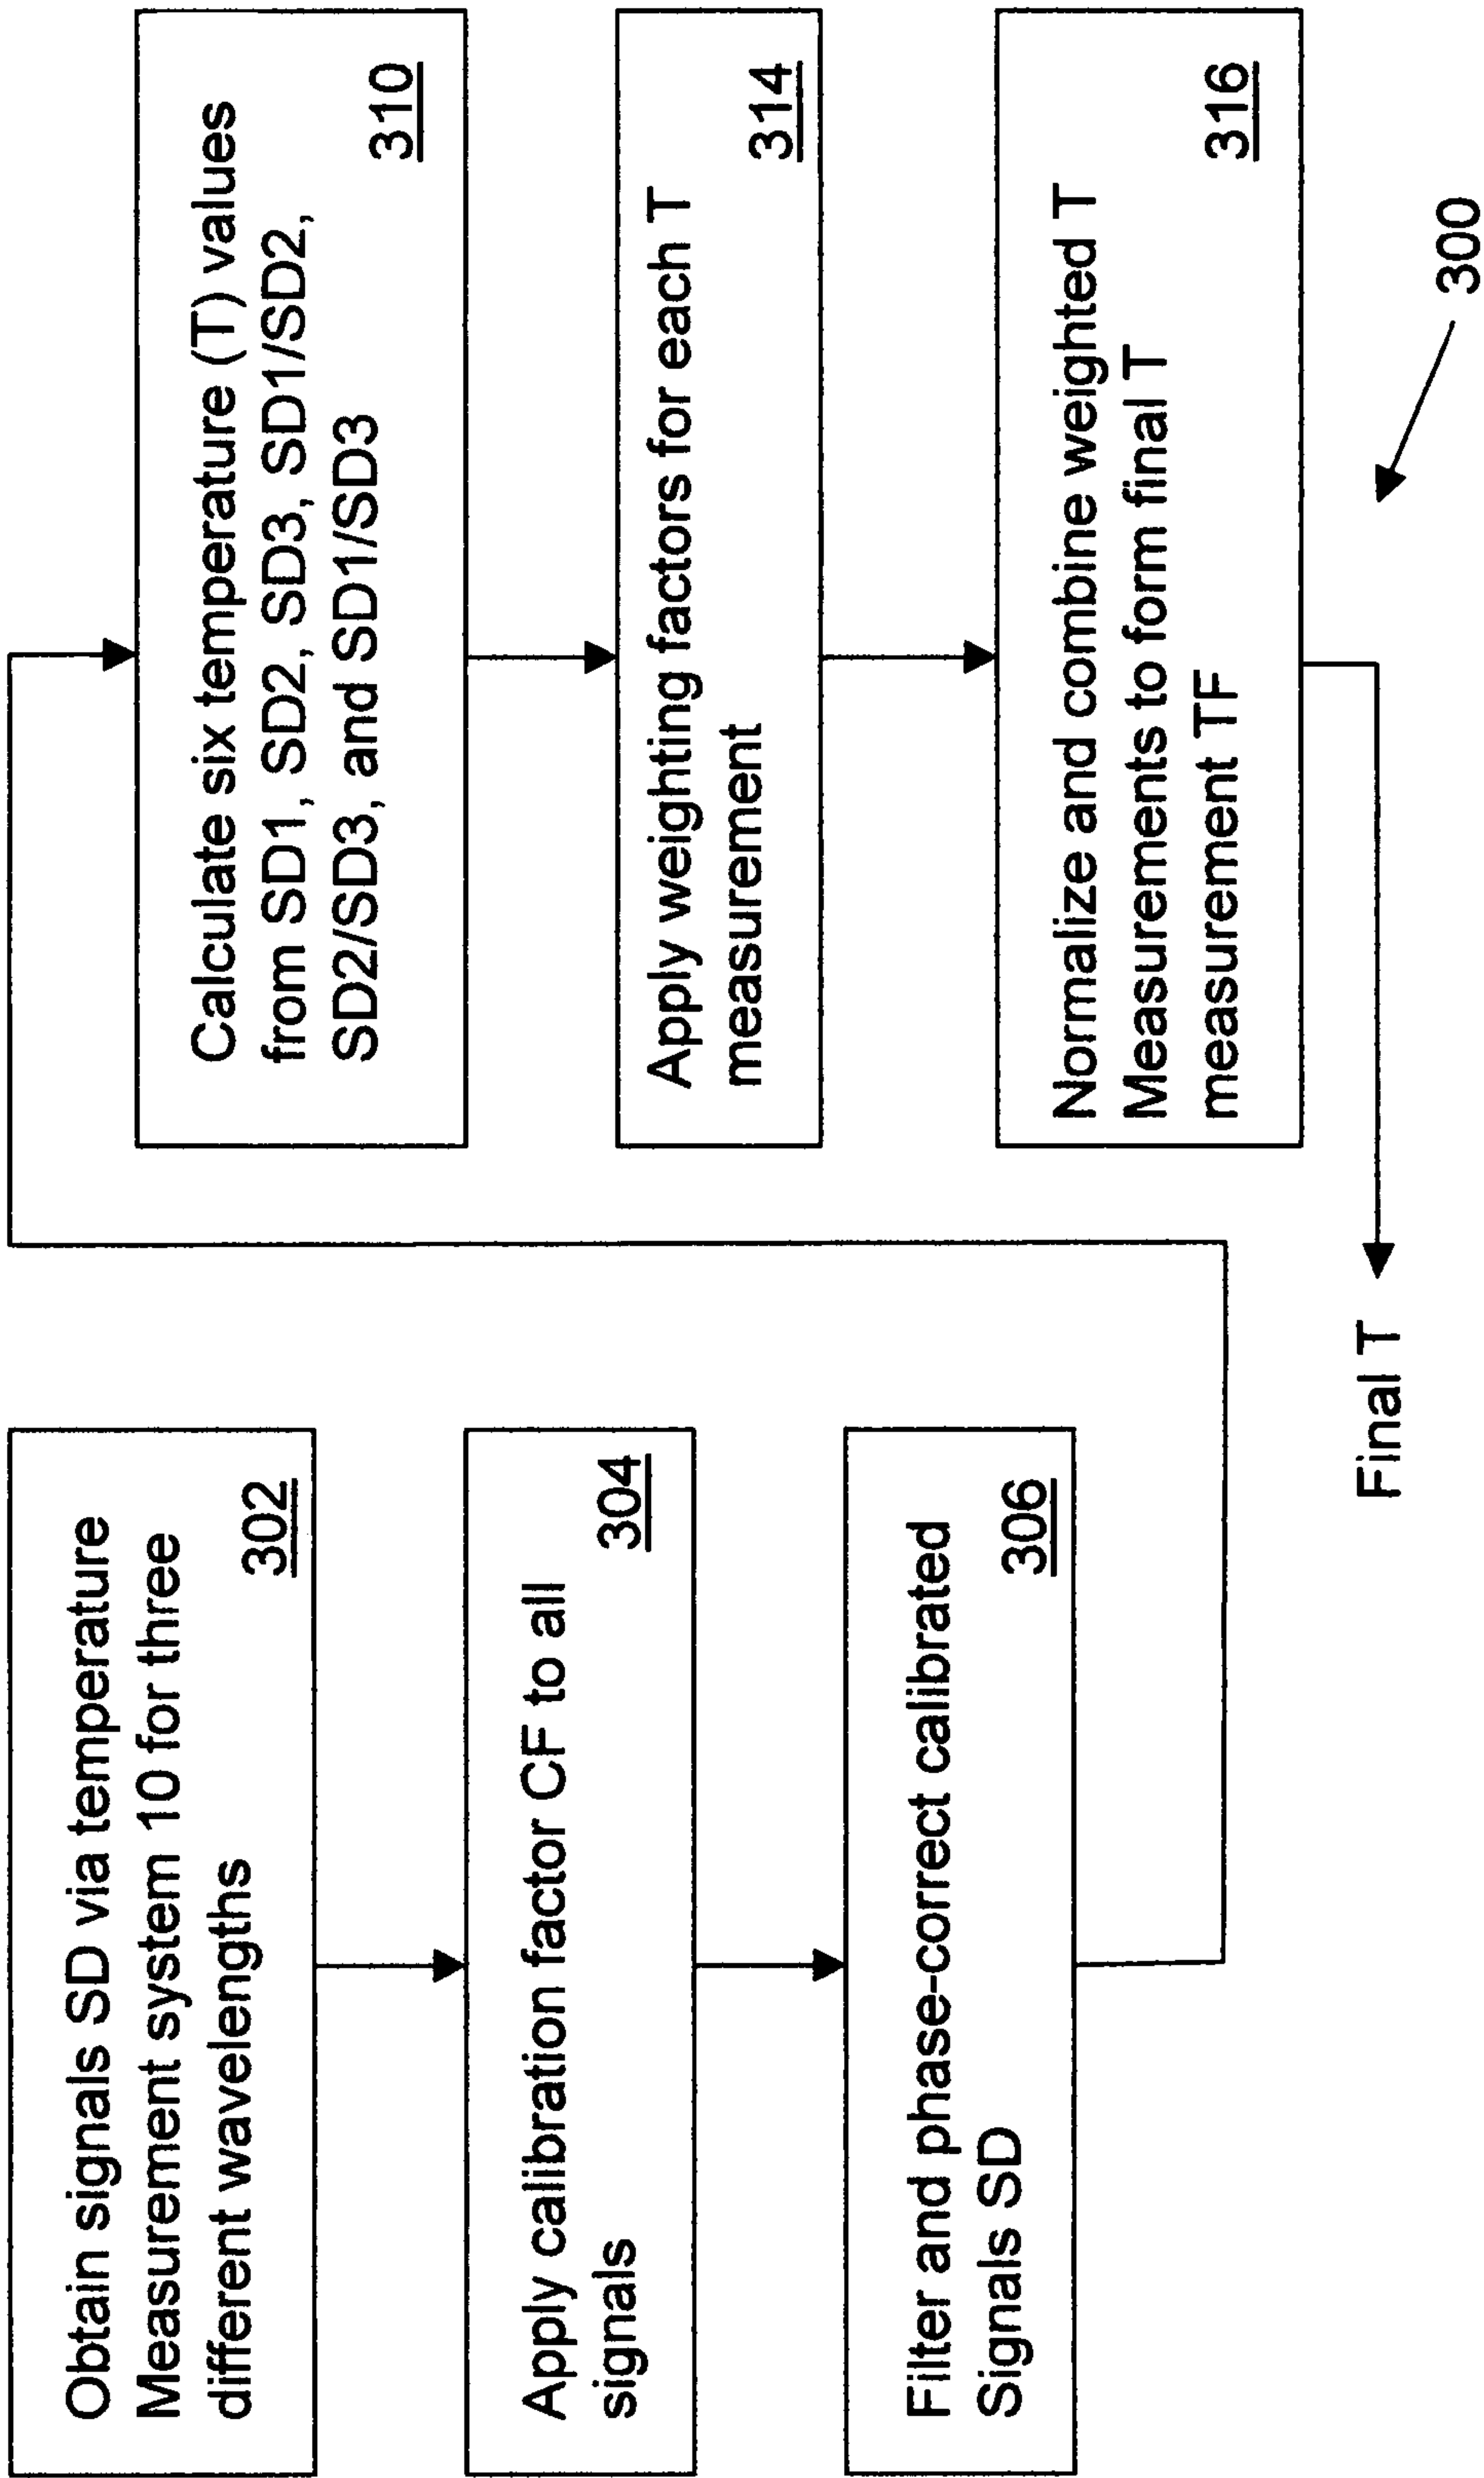 Obtain signals SD via temperature
Measurement system 10 for three
different wavelengths
302
Apply calibration factor CF to all
signals
304
Filter and phase-correct calibrated
Signals SD
306
Calculate six temperature (T) values
from SD1, SD2, SD3, SD1/SD2,
SD2/SD3, and SD1/SD3
310
Apply weighting factors for each T
measurement
314
Normalize and combine weighted T
Measurements to form final T
measurement TF
316
Final T
300